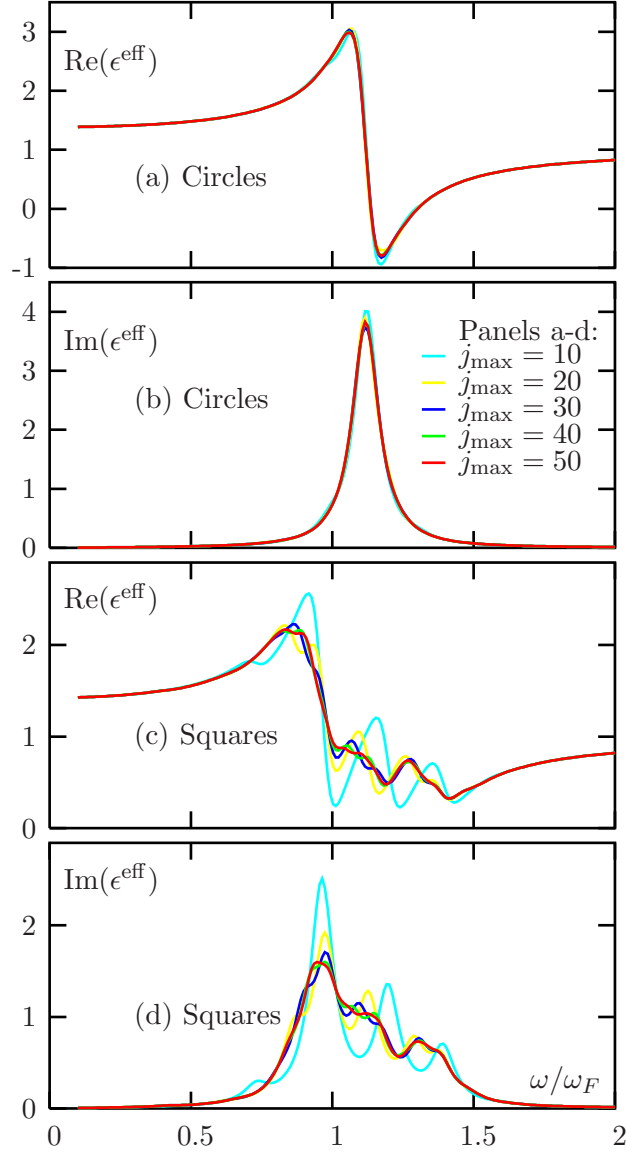 3
Re(ϵ^eff)
2
1
(a) Circles
0
-1
4
Im(ϵ^eff)
Panels a-d:
j_max = 10
3
j_max = 20
(b) Circles
j_max = 30
2
j_max = 40
j_max = 50
1
0
Re(ϵ^eff)
2
1
(c) Squares
0
Im(ϵ^eff)
2
1
(d) Squares
ω/ω_F
0
0 0.5 1 1.5 2